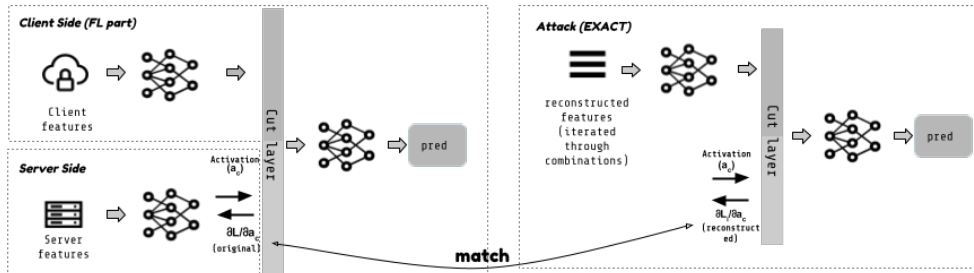 Client Side (FL part)
Client
features
Cut layer
pred
Server Side
Server
features
Activation
(a_c)
∂L/∂a_c
(original)
match
Attack (EXACT)
reconstructed
features
(iterated
through
combinations)
Cut layer
pred
Activation
(a_c)
∂L_i/∂a_c
(reconstruct
ed)